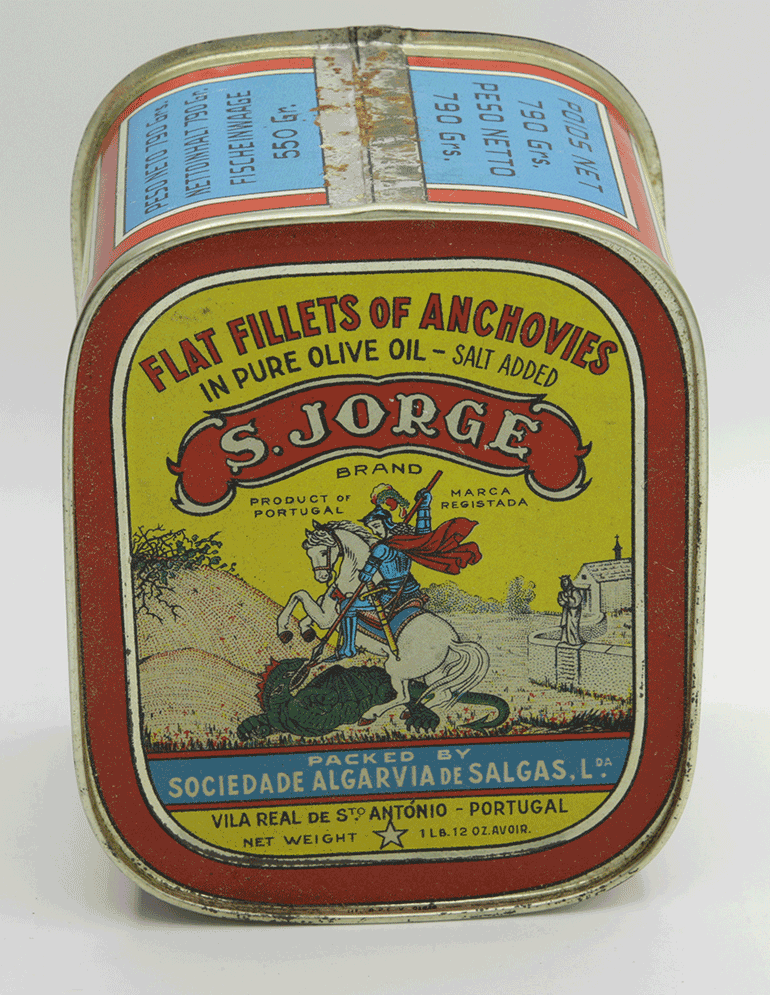 PESO NETO 790 Grs.
NETTOINHALT 790 Gr.
FISCHEINWAAGE
550 Gr.
POIDS NET
790 Grs.
PESO NETTO
790 Grs.
FLAT FILLETS OF ANCHOVIES
IN PURE OLIVE OIL – SALT ADDED
S. JORGE
BRAND
PRODUCT OF
PORTUGAL
MARCA
REGISTADA
PACKED BY
SOCIEDADE ALGARVIA DE SALGAS, L.DA
VILA REAL DE STO ANTÓNIO – PORTUGAL
NET WEIGHT ☆ 1 LB. 12 OZ. AVOIR.